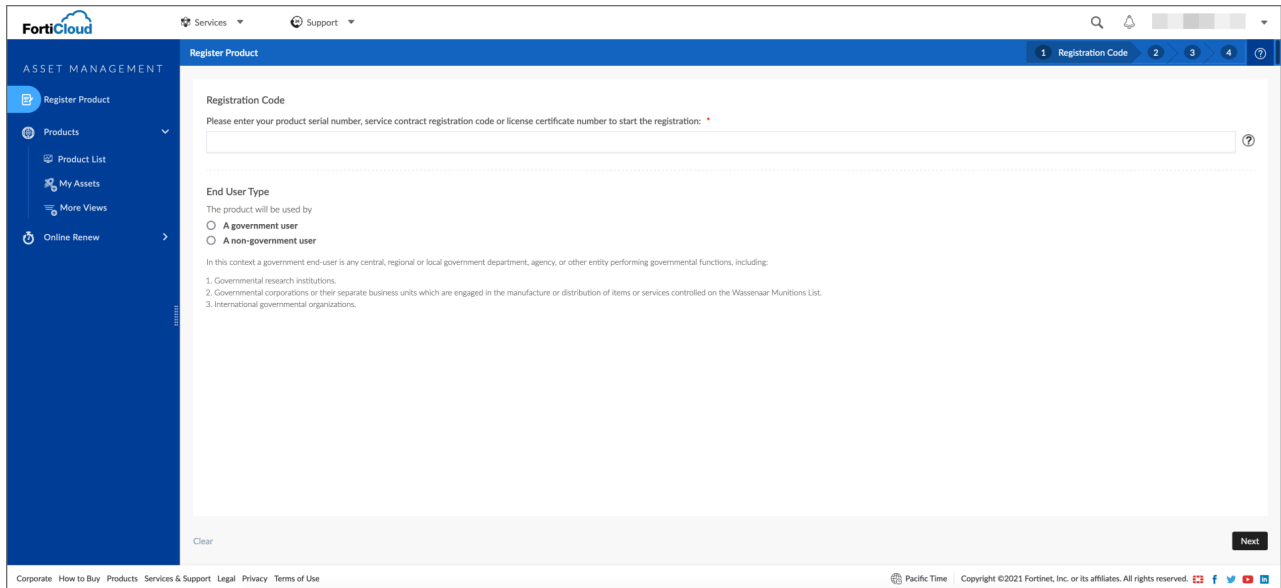 FortiCloud
Services
Support
ASSET MANAGEMENT
Register Product
Products
Product List
My Assets
More Views
Online Renew
Register Product
1 Registration Code 2 3 4
Registration Code
Please enter your product serial number, service contract registration code or license certificate number to start the registration: *
End User Type
The product will be used by
A government user
A non-government user
In this context a government end-user is any central, regional or local government department, agency, or other entity performing governmental functions, including:
1. Governmental research institutions.
2. Governmental corporations or their separate business units which are engaged in the manufacture or distribution of items or services controlled on the Wassenaar Munitions List.
3. International governmental organizations.
Clear
Next
Corporate How to Buy Products Services & Support Legal Privacy Terms of Use
Pacific Time Copyright ©2021 Fortinet, Inc. or its affiliates. All rights reserved.